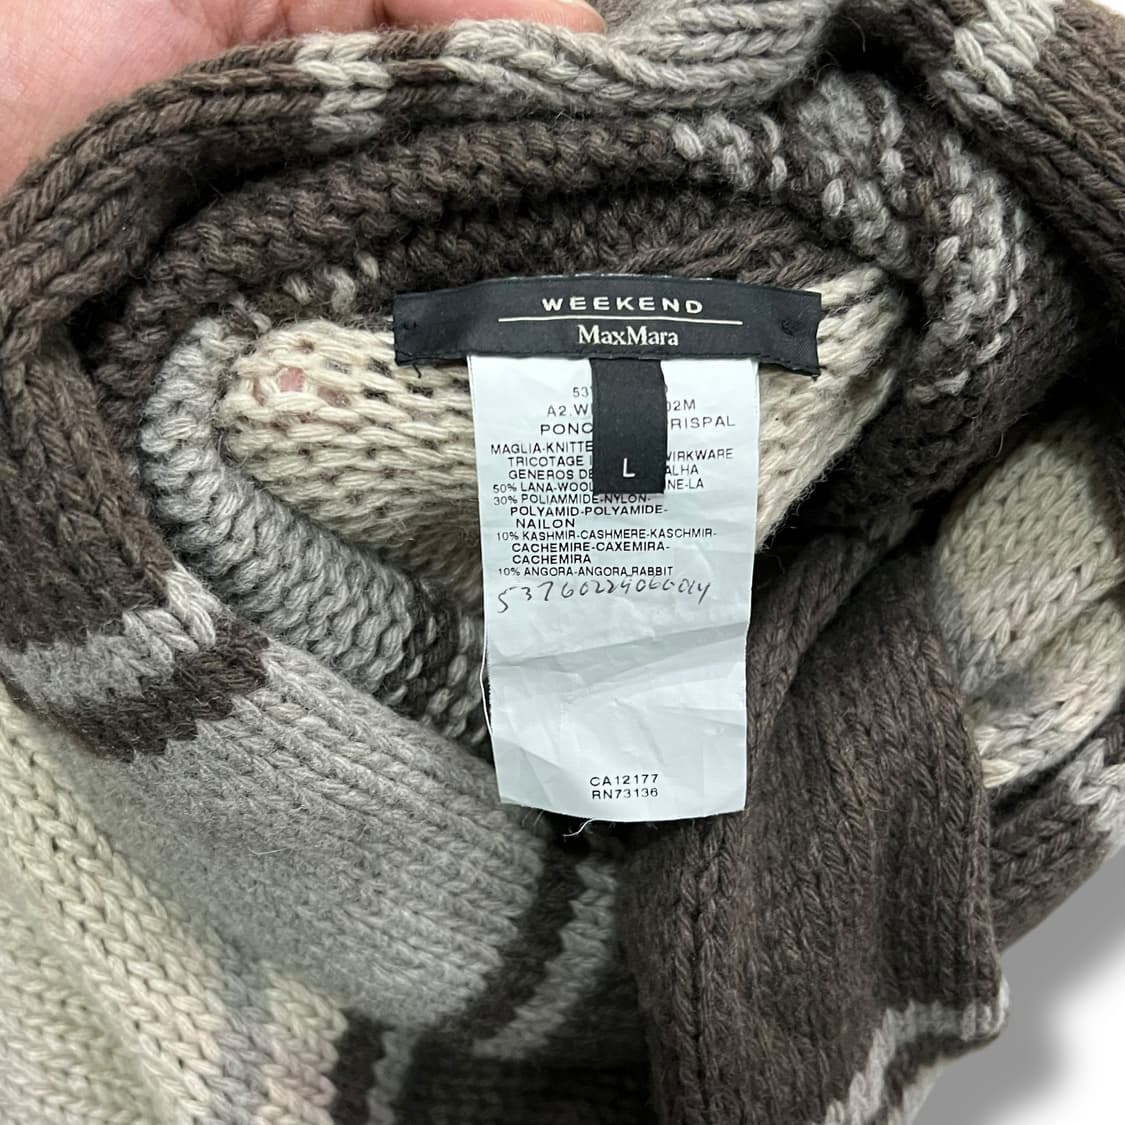 WEEKEND
MaxMara
L
A2.W
02M
PONC RISPAL
MAGLIA-KNITTE WIRKWARE
TRICOTAGE ALHA
GENEROS DE
50% LANA-WOOL NE-LA
30% POLIAMMIDE-NYLON-
POLYAMID-POLYAMIDE-
NAILON
10% KASHMIR-CASHMERE-KASCHMIR-
CACHEMIRE-CAXEMIRA-
CACHEMIRA
10% ANGORA-ANGORA RABBIT
CA12177
RN73136